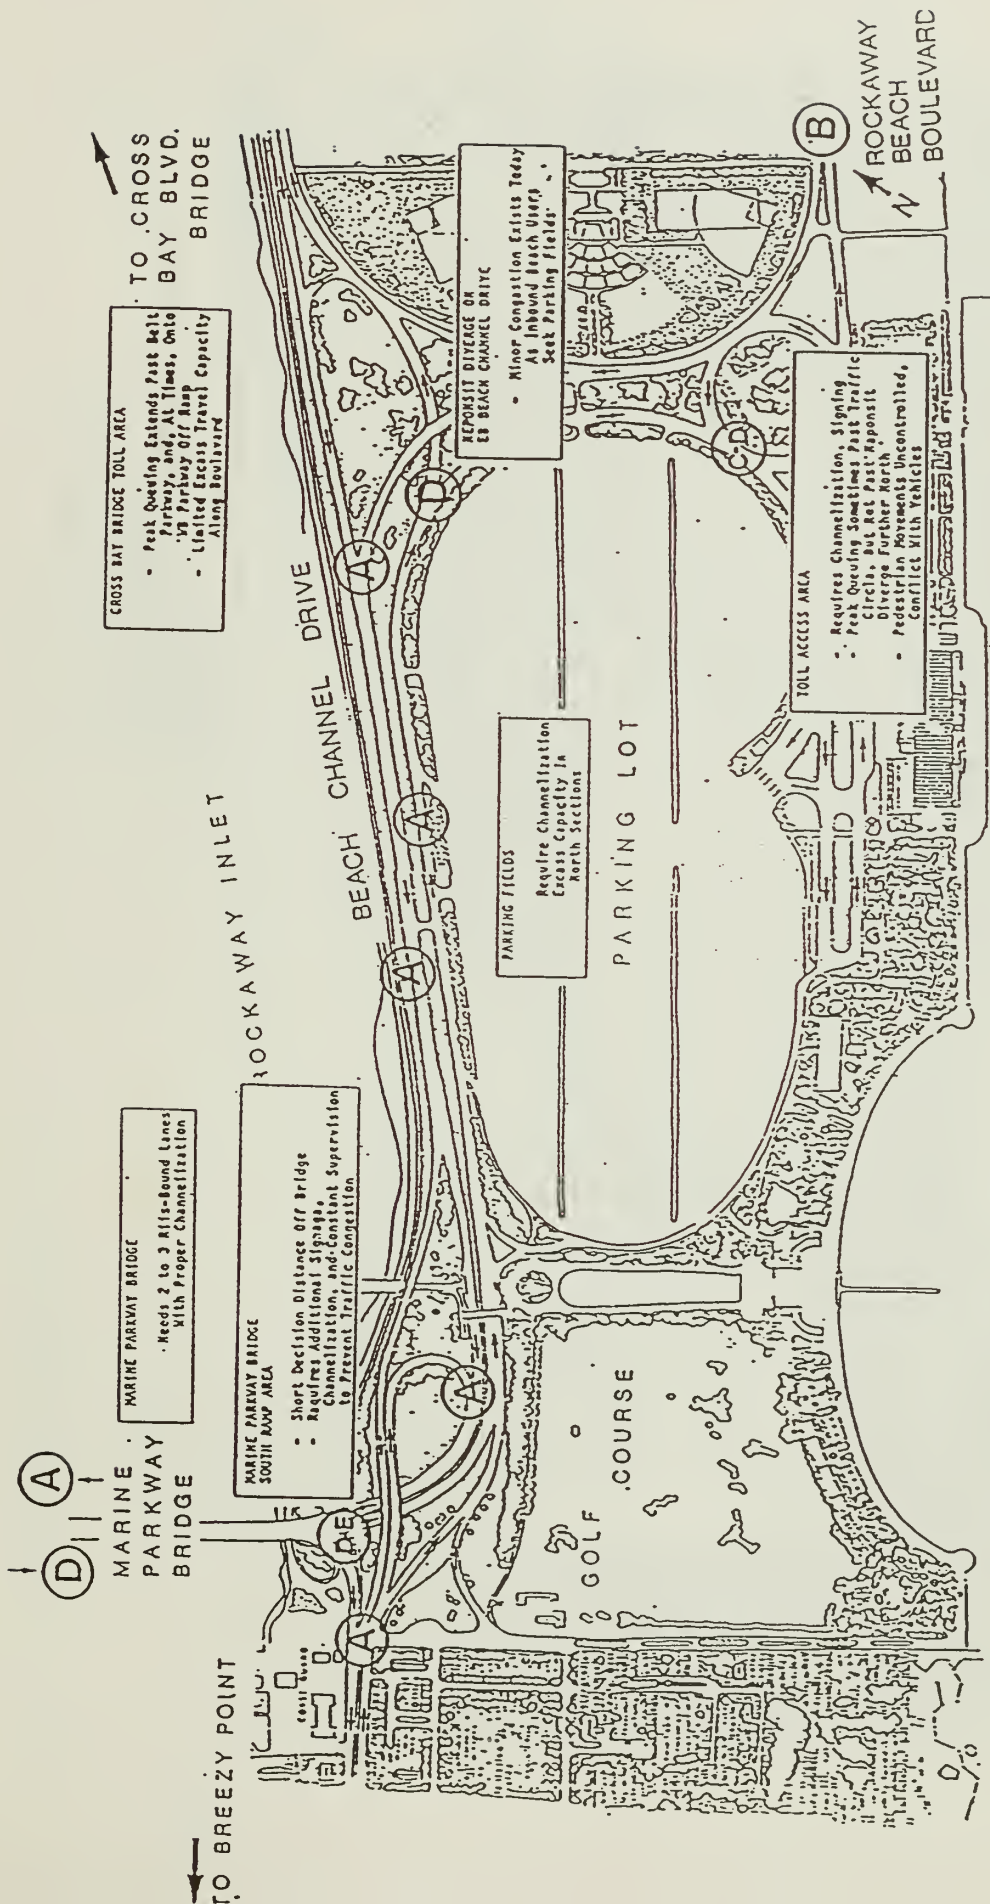 TO BREEZY POINT
D
A
MARINE
PARKWAY
BRIDGE
MARINE PARKWAY BRIDGE
- Needs 2 to 3 Riis-Bound Lanes
With Proper Channelization
MARINE PARKWAY BRIDGE
SOUTH RAMP AREA
- Short Decision Distance Off Bridge
- Requires Additional Signage,
Channelization, and Constant Supervision
to Prevent Traffic Congestion
ROCKAWAY INLET
CROSS BAY BRIDGE TOLL AREA
- Peak Queuing Extends Past Belt
Parkway, and, At Times, Onto
WB Parkway Off Ramp
- Limited Excess Travel Capacity
Along Boulevard
TO CROSS
BAY BLVD.
BRIDGE
COAST GUARD
A
D-E
A
A
A
A
D
BEACH CHANNEL DRIVE
NEPONSIT DIVERGE ON
EB BEACH CHANNEL DRIVE
- Minor Congestion Exists Today
As Inbound Beach Users
Seek Parking Fields
PARKING FIELDS
Require Channelization
Excess Capacity In
North Sections
PARKING LOT
GOLF COURSE
C-D
TOLL ACCESS AREA
- Requires Channelization, Signing
- Peak Queuing Sometimes Past Traffic
Circle, But Not Past Neponsit
Diverge Further North
- Pedestrian Movements Uncontrolled,
Conflict With Vehicles
B
ROCKAWAY
BEACH
BOULEVARD
N